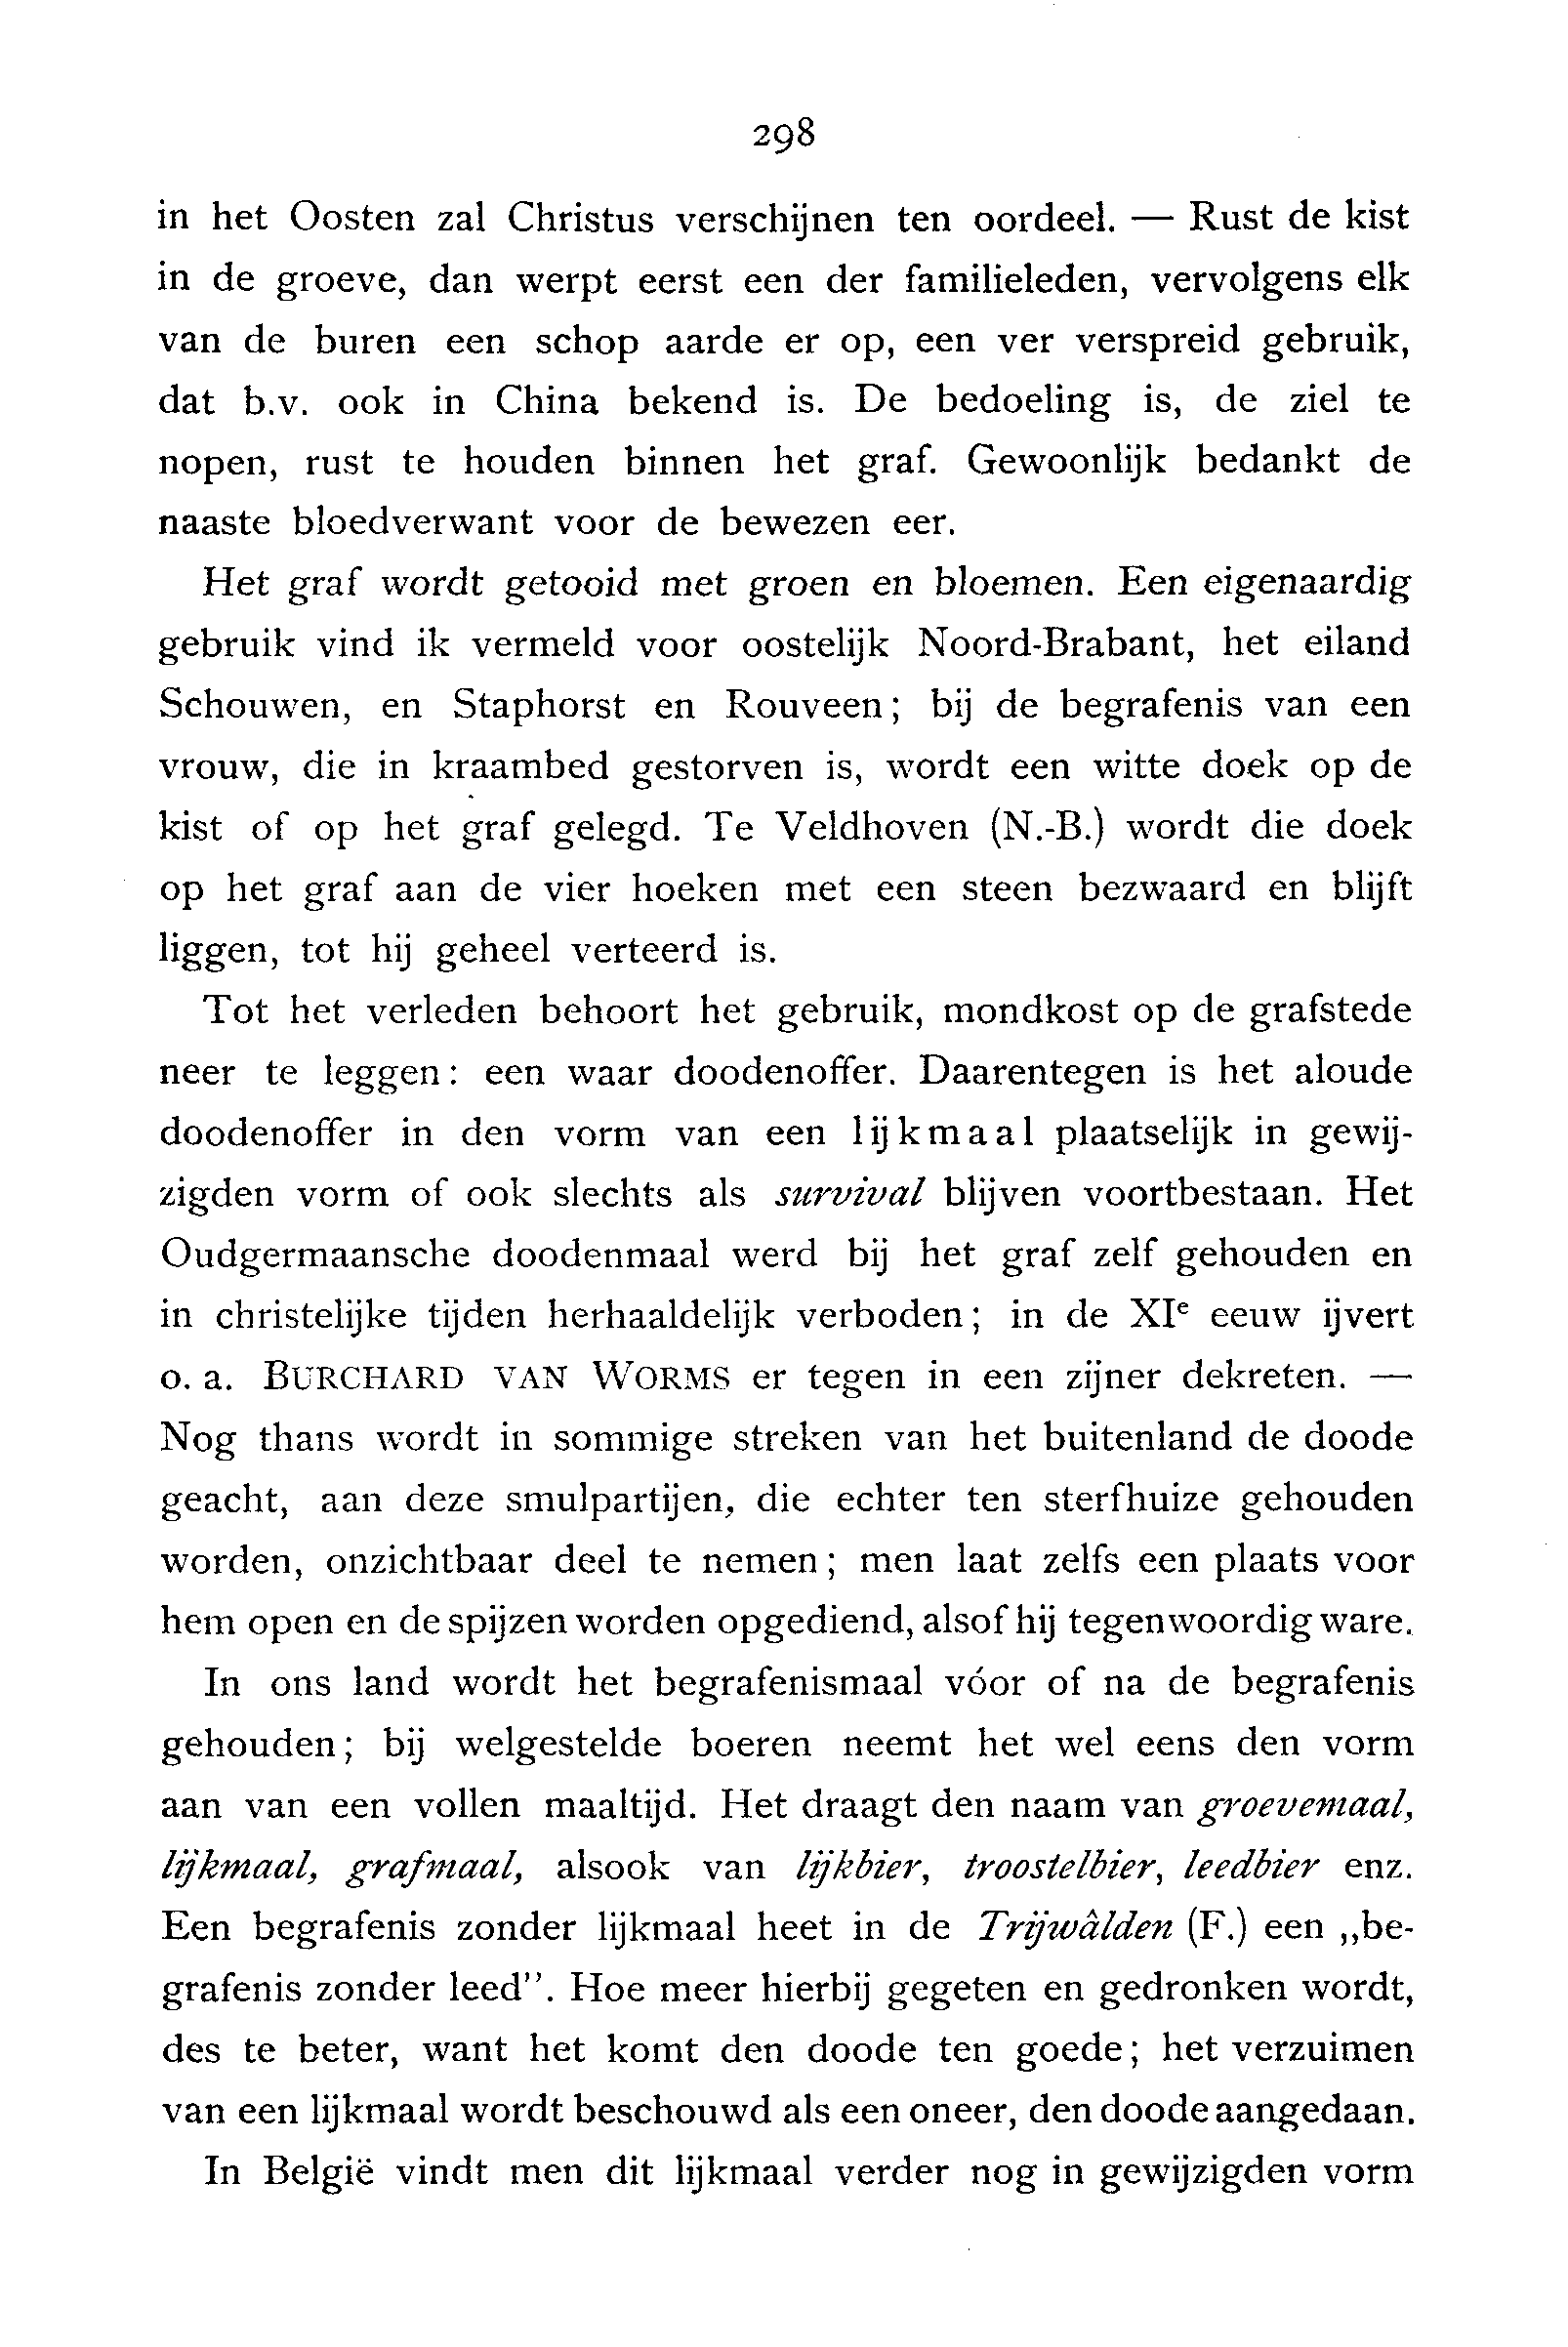 298
in het Oosten zal Christus verschijnen ten oordeel. — Rust de kist
in de groeve, dan werpt eerst een der familieleden, vervolgens elk
van de buren een schop aarde er op, een ver verspreid gebruik,
dat b.v. ook in China bekend is. De bedoeling is, de ziel te
nopen, rust te houden binnen het graf. Gewoonlijk bedankt de
naaste bloedverwant voor de bewezen eer.
Het graf wordt getooid met groen en bloemen. Een eigenaardig
gebruik vind ik vermeld voor oostelijk Noord-Brabant, het eiland
Schouwen, en Staphorst en Rouveen; bij de begrafenis van een
vrouw, die in kraambed gestorven is, wordt een witte doek op de
kist of op het graf gelegd. Te Veldhoven (N.-B.) wordt die doek
op het graf aan de vier hoeken met een steen bezwaard en blijft
liggen, tot hij geheel verteerd is.
Tot het verleden behoort het gebruik, mondkost op de grafstede
neer te leggen: een waar doodenoffer. Daarentegen is het aloude
doodenoffer in den vorm van een lijkmaal plaatselijk in gewij-
zigden vorm of ook slechts als survival blijven voortbestaan. Het
Oudgermaansche doodenmaal werd bij het graf zelf gehouden en
in christelijke tijden herhaaldelijk verboden; in de XIe eeuw ijvert
o. a. BURCHARD VAN WORMS er tegen in een zijner dekreten. —
Nog thans wordt in sommige streken van het buitenland de doode
geacht, aan deze smulpartijen, die echter ten sterfhuize gehouden
worden, onzichtbaar deel te nemen; men laat zelfs een plaats voor
hem open en de spijzen worden opgediend, alsof hij tegenwoordig ware.
In ons land wordt het begrafenismaal vóor of na de begrafenis
gehouden; bij welgestelde boeren neemt het wel eens den vorm
aan van een vollen maaltijd. Het draagt den naam van groevemaal,
lijkmaal, grafmaal, alsook van lijkbier, troostelbier, leedbier enz.
Een begrafenis zonder lijkmaal heet in de Trijwâlden (F.) een „be-
grafenis zonder leed”. Hoe meer hierbij gegeten en gedronken wordt,
des te beter, want het komt den doode ten goede; het verzuimen
van een lijkmaal wordt beschouwd als een oneer, den doode aangedaan.
In België vindt men dit lijkmaal verder nog in gewijzigden vorm